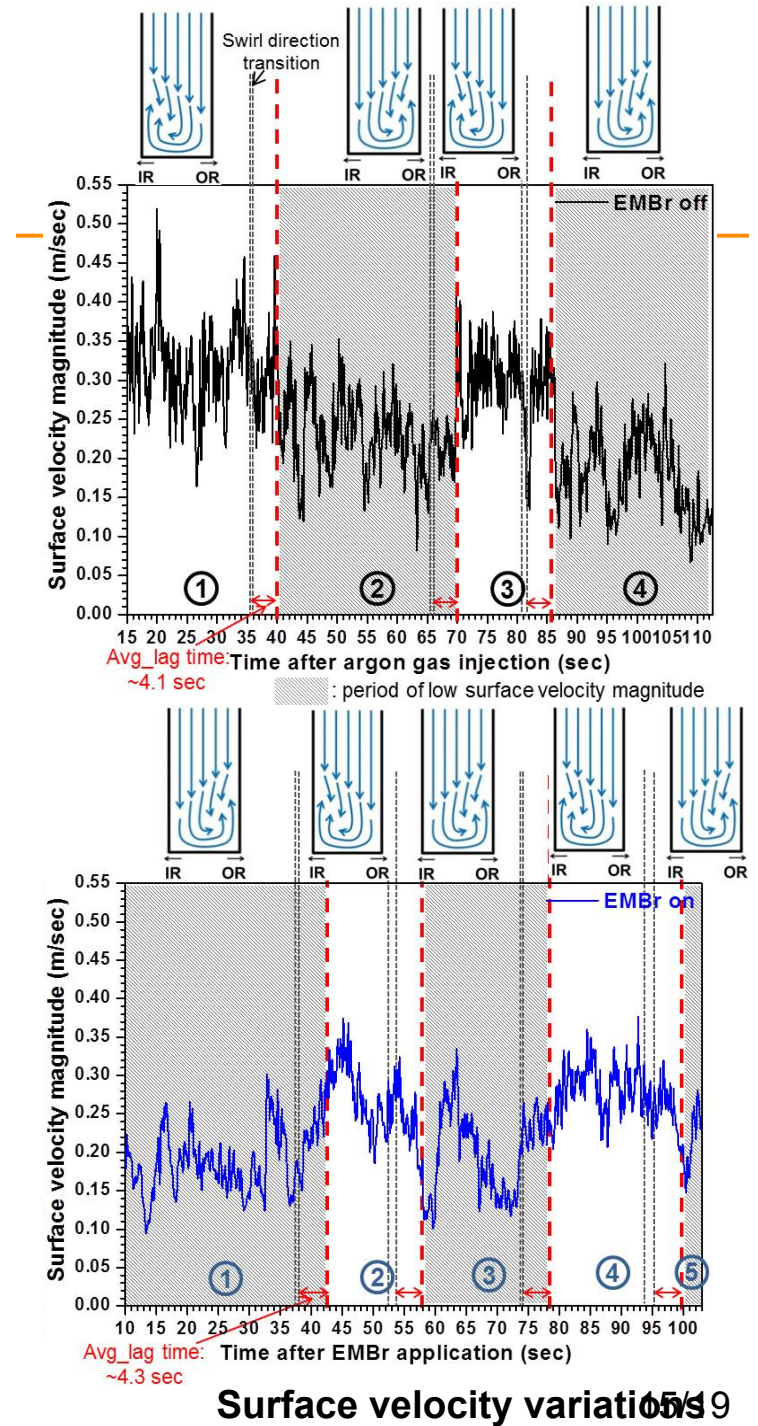 Swirl direction
transition
IR OR IR OR IR OR IR OR
EMBr off
Surface velocity magnitude (m/sec)
0.55
0.50
0.45
0.40
0.35
0.30
0.25
0.20
0.15
0.10
0.05
0.00
① ② ③ ④
15 20 25 30 35 40 45 50 55 60 65 70 75 80 85 90 95 100 105 110
Avg_lag time:
~4.1 sec
Time after argon gas injection (sec)
: period of low surface velocity magnitude
IR OR IR OR IR OR IR OR IR OR
EMBr on
Surface velocity magnitude (m/sec)
0.55
0.50
0.45
0.40
0.35
0.30
0.25
0.20
0.15
0.10
0.05
0.00
① ② ③ ④ ⑤
10 15 20 25 30 35 40 45 50 55 60 65 70 75 80 85 90 95 100
Avg_lag time:
~4.3 sec
Time after EMBr application (sec)
Surface velocity variations 15/19